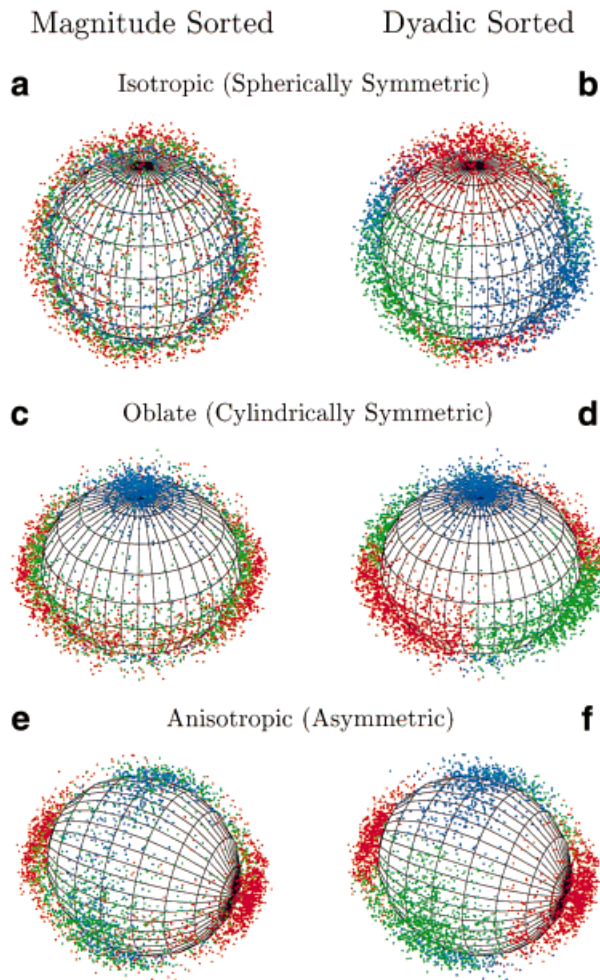 Magnitude Sorted Dyadic Sorted
a Isotropic (Spherically Symmetric) b
c Oblate (Cylindrically Symmetric) d
e Anisotropic (Asymmetric) f